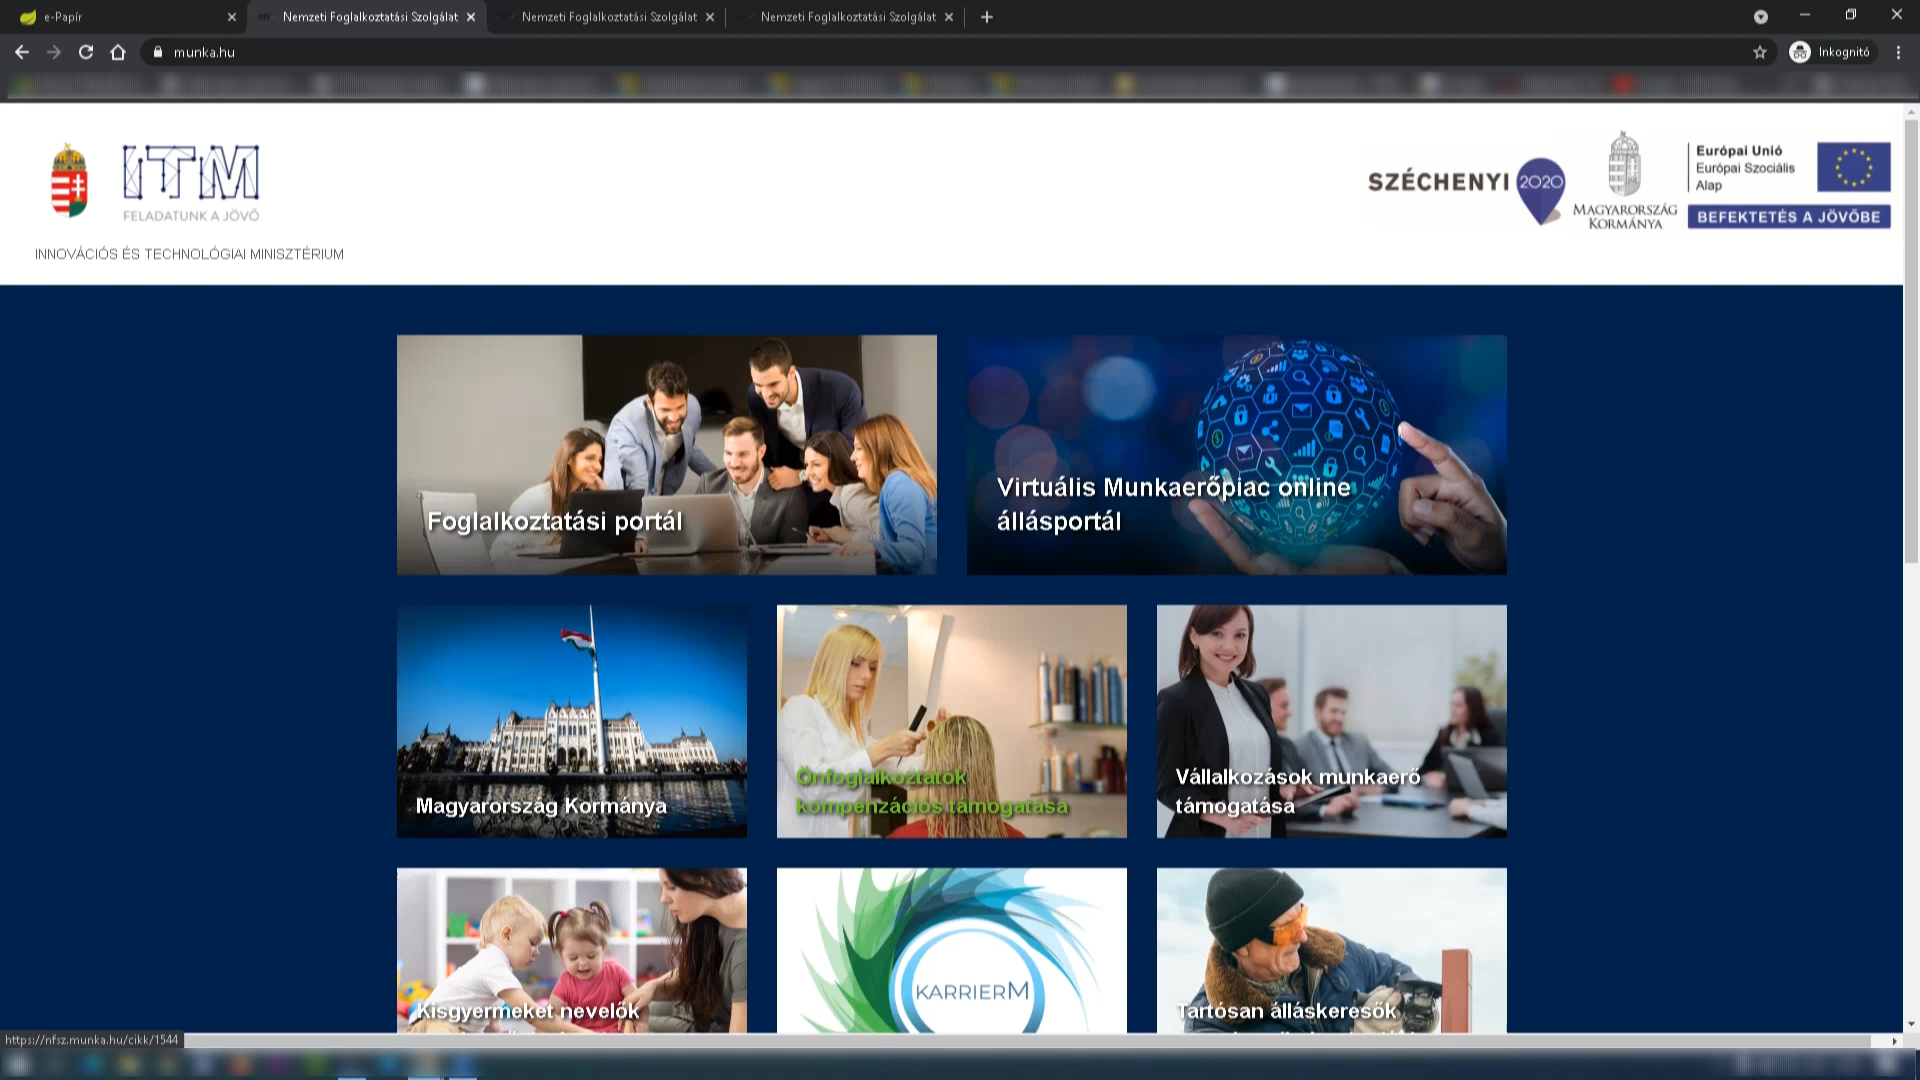 e-Papír
Nemzeti Foglalkoztatási Szolgálat
Nemzeti Foglalkoztatási Szolgálat
Nemzeti Foglalkoztatási Szolgálat
munka.hu
Inkognitó
ITM
FELADATUNK A JÖVŐ
INNOVÁCIÓS ÉS TECHNOLÓGIAI MINISZTÉRIUM
SZÉCHENYI 2020
MAGYARORSZÁG
KORMÁNYA
Európai Unió
Európai Szociális
Alap
BEFEKTETÉS A JÖVŐBE
Foglalkoztatási portál
Virtuális Munkaerőpiac online
állásportál
Magyarország Kormánya
Önfoglalkoztatók
kompenzációs támogatása
Vállalkozások munkaerő
támogatása
Kisgyermeket nevelők
KARRIERM
Tartósan álláskeresők
https://nfsz.munka.hu/cikk/1544